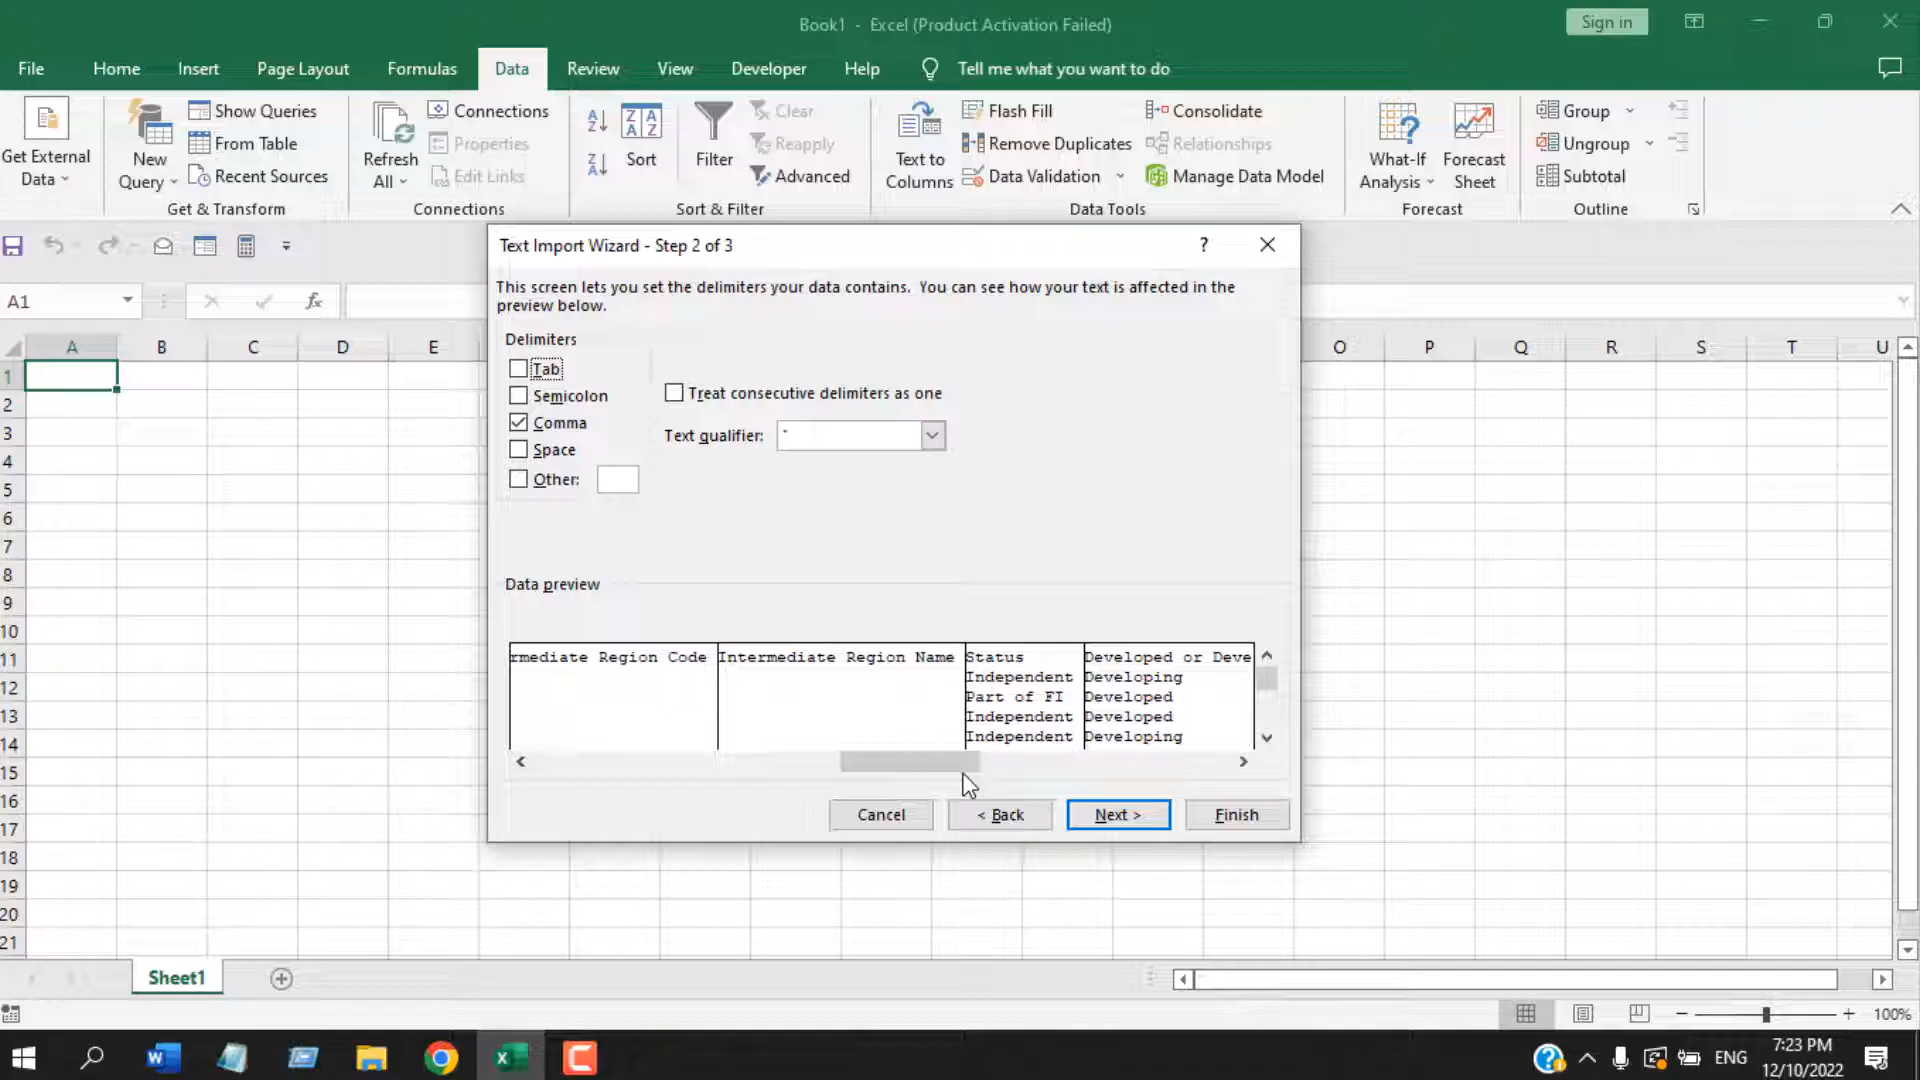 Book1 - Excel (Product Activation Failed)
Sign in
File Home Insert Page Layout Formulas Data Review View Developer Help Tell me what you want to do
Get External Data
New Query
Show Queries
From Table
Recent Sources
Get & Transform
Refresh All
Connections
Properties
Edit Links
Connections
Sort
Filter
Clear
Reapply
Advanced
Sort & Filter
Text to Columns
Flash Fill
Remove Duplicates
Data Validation
Consolidate
Relationships
Manage Data Model
Data Tools
What-If Analysis
Forecast Sheet
Forecast
Group
Ungroup
Subtotal
Outline
A1
fx
A B C D E O P Q R S T U
1
2
3
4
5
6
7
8
9
10
11
12
13
14
15
16
17
18
19
20
21
Text Import Wizard - Step 2 of 3
?
This screen lets you set the delimiters your data contains. You can see how your text is affected in the
preview below.
Delimiters
Tab
Semicolon
Comma
Space
Other:
Treat consecutive delimiters as one
Text qualifier: "
Data preview
rmediate Region Code Intermediate Region Name Status Developed or Deve
Independent Developing
Part of FI Developed
Independent Developed
Independent Developing
Cancel < Back Next > Finish
Sheet1
100%
ENG
7:23 PM
12/10/2022